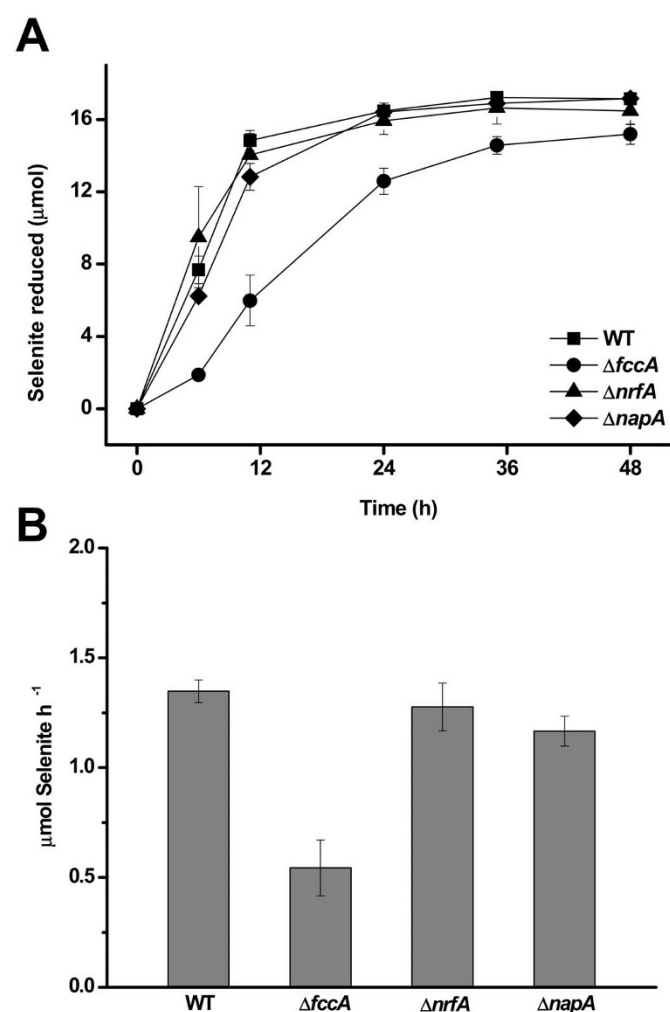 A
Selenite reduced (μmol)
16
12
8
4
0
WT
ΔfccA
ΔnrfA
ΔnapA
0
12
24
36
48
Time (h)
B
μmol Selenite h -1
2.0
1.5
1.0
0.5
0.0
WT
ΔfccA
ΔnrfA
ΔnapA